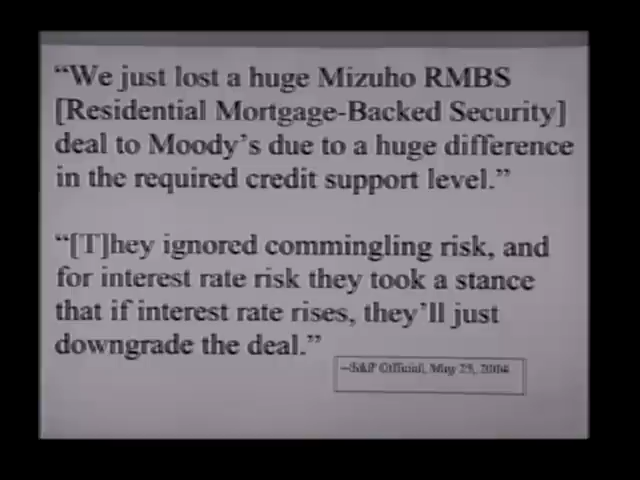 “We just lost a huge Mizuho RMBS
[Residential Mortgage-Backed Security]
deal to Moody’s due to a huge difference
in the required credit support level.”
“[T]hey ignored commingling risk, and
for interest rate risk they took a stance
that if interest rate rises, they’ll just
downgrade the deal.”
--S&P Official, May 25, 2004